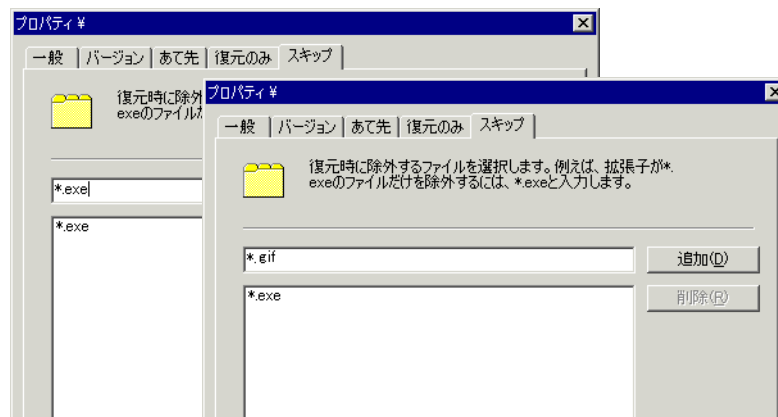 プロパティ ¥
一般 バージョン あて先 復元のみ スキップ
復元時に除外
exeのファイルだ
*.exe
*.exe
プロパティ ¥
一般 バージョン あて先 復元のみ スキップ
復元時に除外するファイルを選択します。例えば、拡張子が*.
exeのファイルだけを除外するには、*.exeと入力します。
*.gif
追加(D)
*.exe
削除(R)